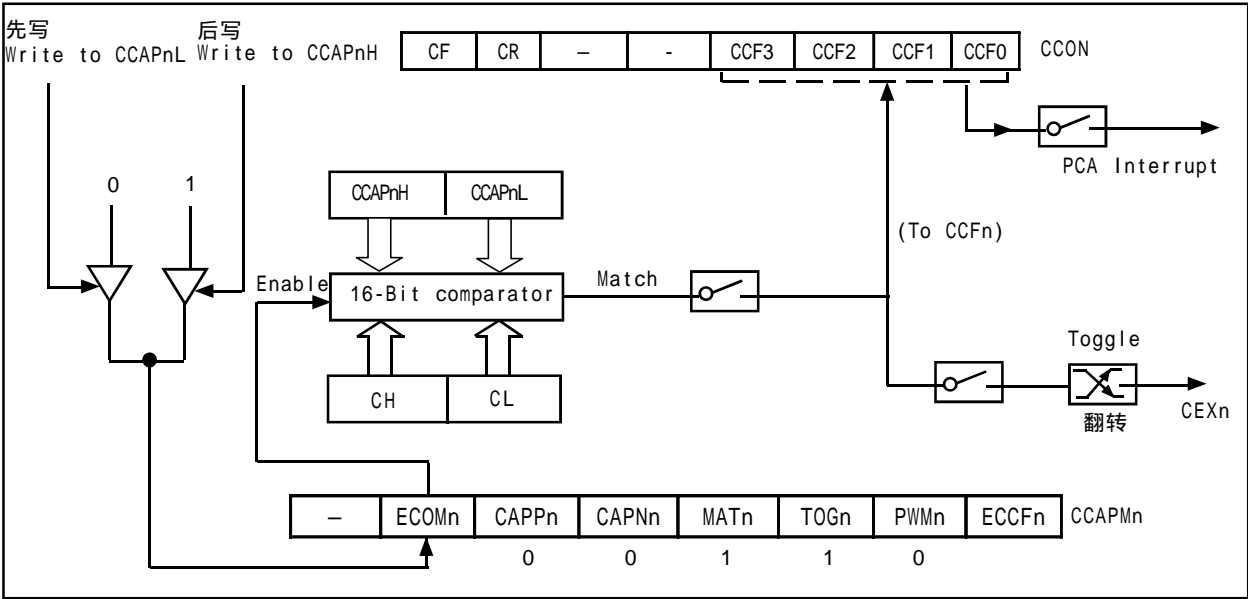 先写 后写
Write to CCAPnL Write to CCAPnH
CF CR – - CCF3 CCF2 CCF1 CCF0 CCON
PCA Interrupt
0 1
CCAPnH CCAPnL
(To CCFn)
Enable 16-Bit comparator Match
Toggle
CH CL
CEXn
翻转
– ECOMn CAPPn CAPNn MATn TOGn PWMn ECCFn CCAPMn
0 0 1 1 0